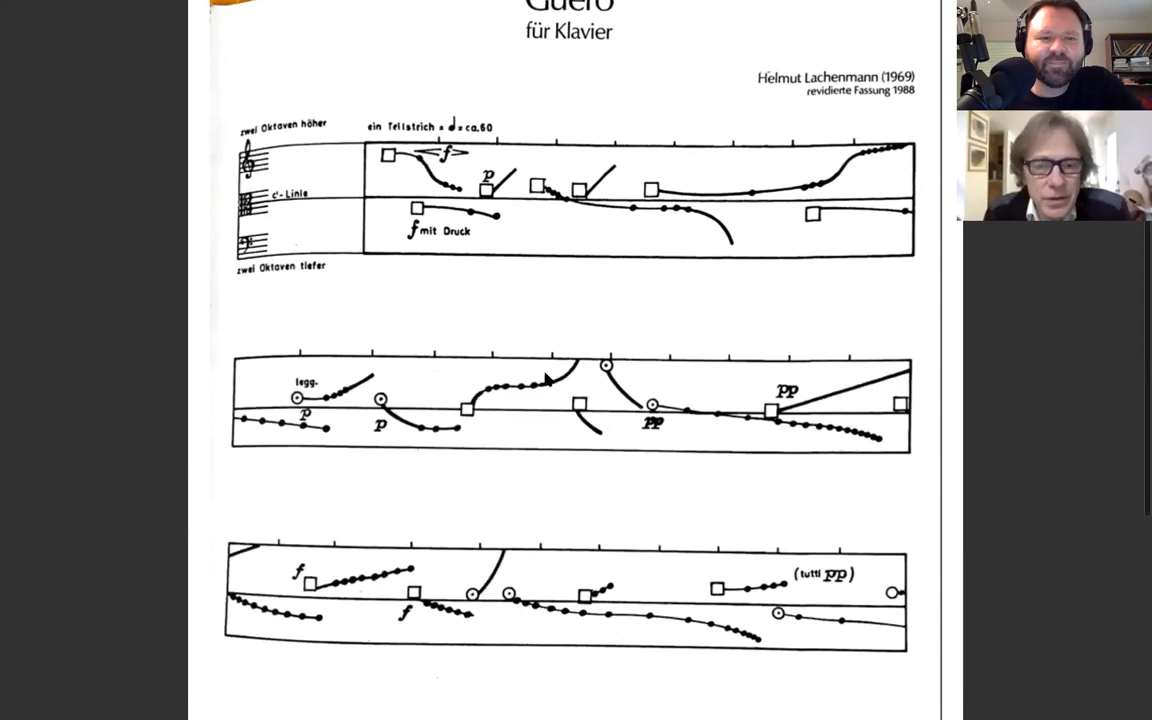 Guero
für Klavier
Helmut Lachenmann (1969)
revidierte Fassung 1988
zwei Oktaven höher
ein Teilstrich = ca. 60
f
p
c'-Linie
f mit Druck
zwei Oktaven tiefer
legg.
p
p
pp
pp
f
f
(tutti pp)